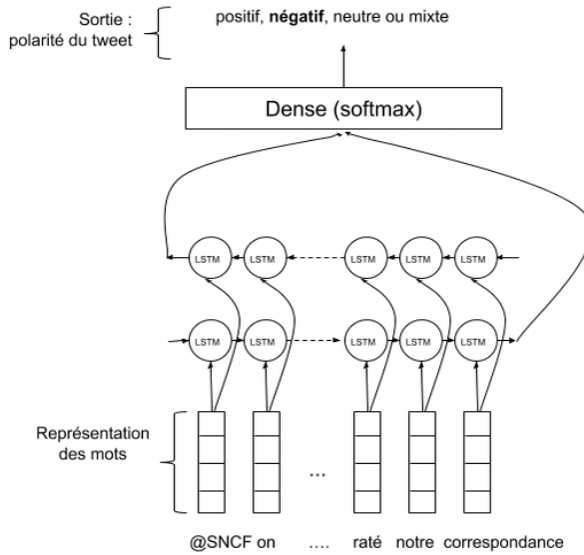 Sortie :
polarité du tweet
positif, négatif, neutre ou mixte
Dense (softmax)
LSTM LSTM LSTM LSTM LSTM
LSTM LSTM LSTM LSTM LSTM
Représentation
des mots
...
@SNCF on .... raté notre correspondance